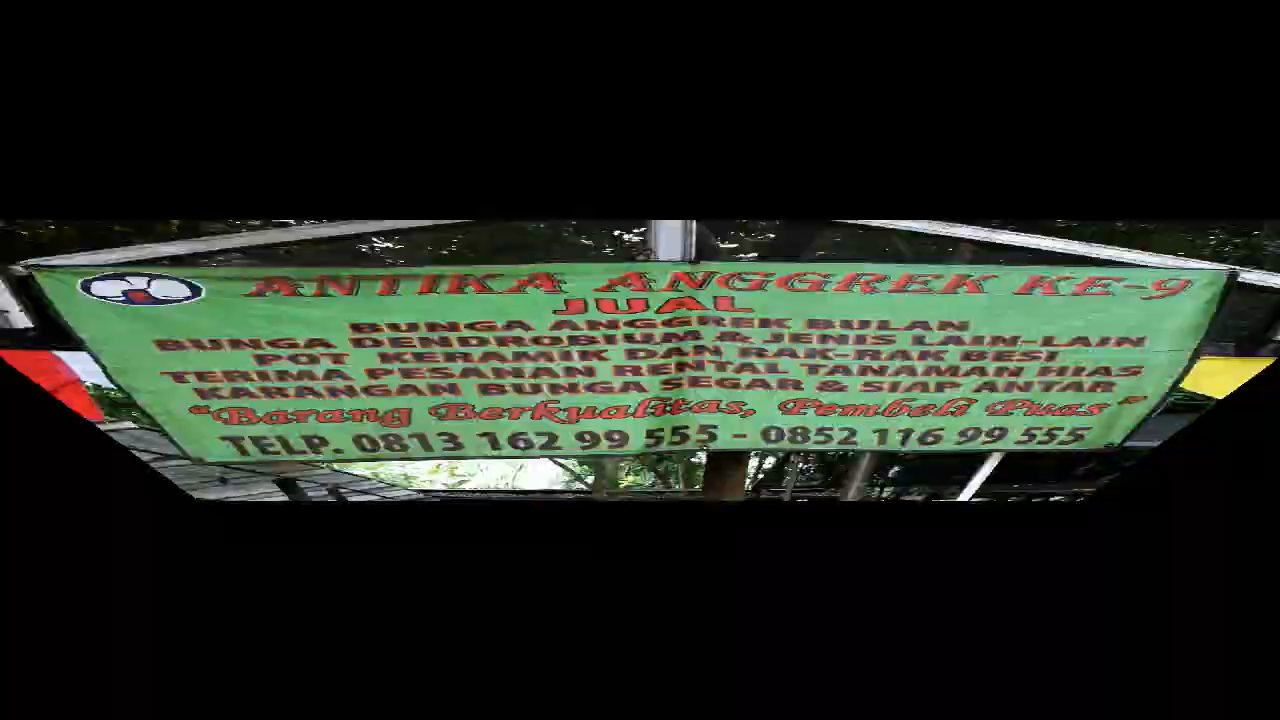 ANTIKA ANGGREK KE-9
JUAL
BUNGA ANGGREK BULAN
BUNGA DENDROBIUM & JENIS LAIN-LAIN
POT KERAMIK DAN RAK-RAK BESI
TERIMA PESANAN RENTAL TANAMAN HIAS
KARANGAN BUNGA SEGAR & SIAP ANTAR
"Barang Berkualitas, Pembeli Puas"
TELP. 0813 162 99 555 - 0852 116 99 555